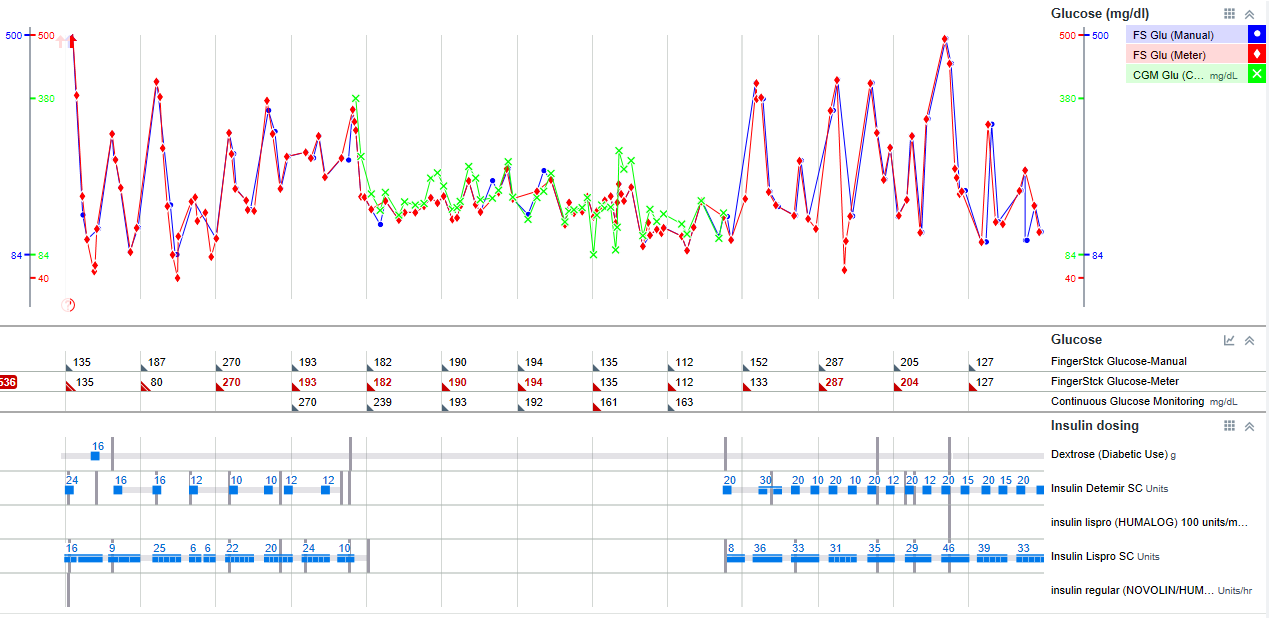 Glucose (mg/dl)
500 500 500 500
FS Glu (Manual)
FS Glu (Meter)
CGM Glu (C... mg/dL
380 380
84 84 84 84
40 40
?
Glucose
135 187 270 193 182 190 194 135 112 152 287 205 127 FingerStck Glucose-Manual
536 135 80 270 193 182 190 194 135 112 133 287 204 127 FingerStck Glucose-Meter
270 239 193 192 161 163 Continuous Glucose Monitoring mg/dL
Insulin dosing
16 Dextrose (Diabetic Use) g
24 16 16 12 10 10 12 12 20 30 20 10 20 10 20 12 20 12 20 15 20 15 20 Insulin Detemir SC Units
insulin lispro (HUMALOG) 100 units/m...
16 9 25 6 6 22 20 24 10 8 36 33 31 35 29 46 39 33 Insulin Lispro SC Units
insulin regular (NOVOLIN/HUM... Units/hr